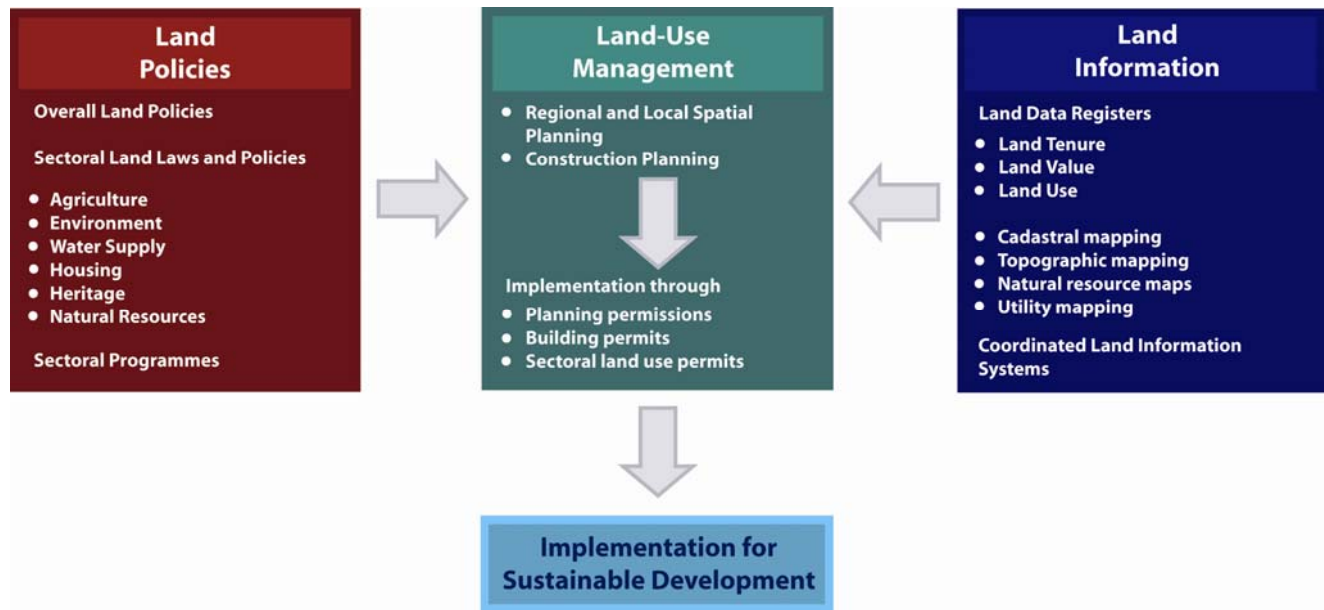 Land
Policies
Overall Land Policies
Sectoral Land Laws and Policies
• Agriculture
• Environment
• Water Supply
• Housing
• Heritage
• Natural Resources
Sectoral Programmes
Land-Use
Management
• Regional and Local Spatial
Planning
• Construction Planning
Implementation through
• Planning permissions
• Building permits
• Sectoral land use permits
Land
Information
Land Data Registers
• Land Tenure
• Land Value
• Land Use
• Cadastral mapping
• Topographic mapping
• Natural resource maps
• Utility mapping
Coordinated Land Information
Systems
Implementation for
Sustainable Development